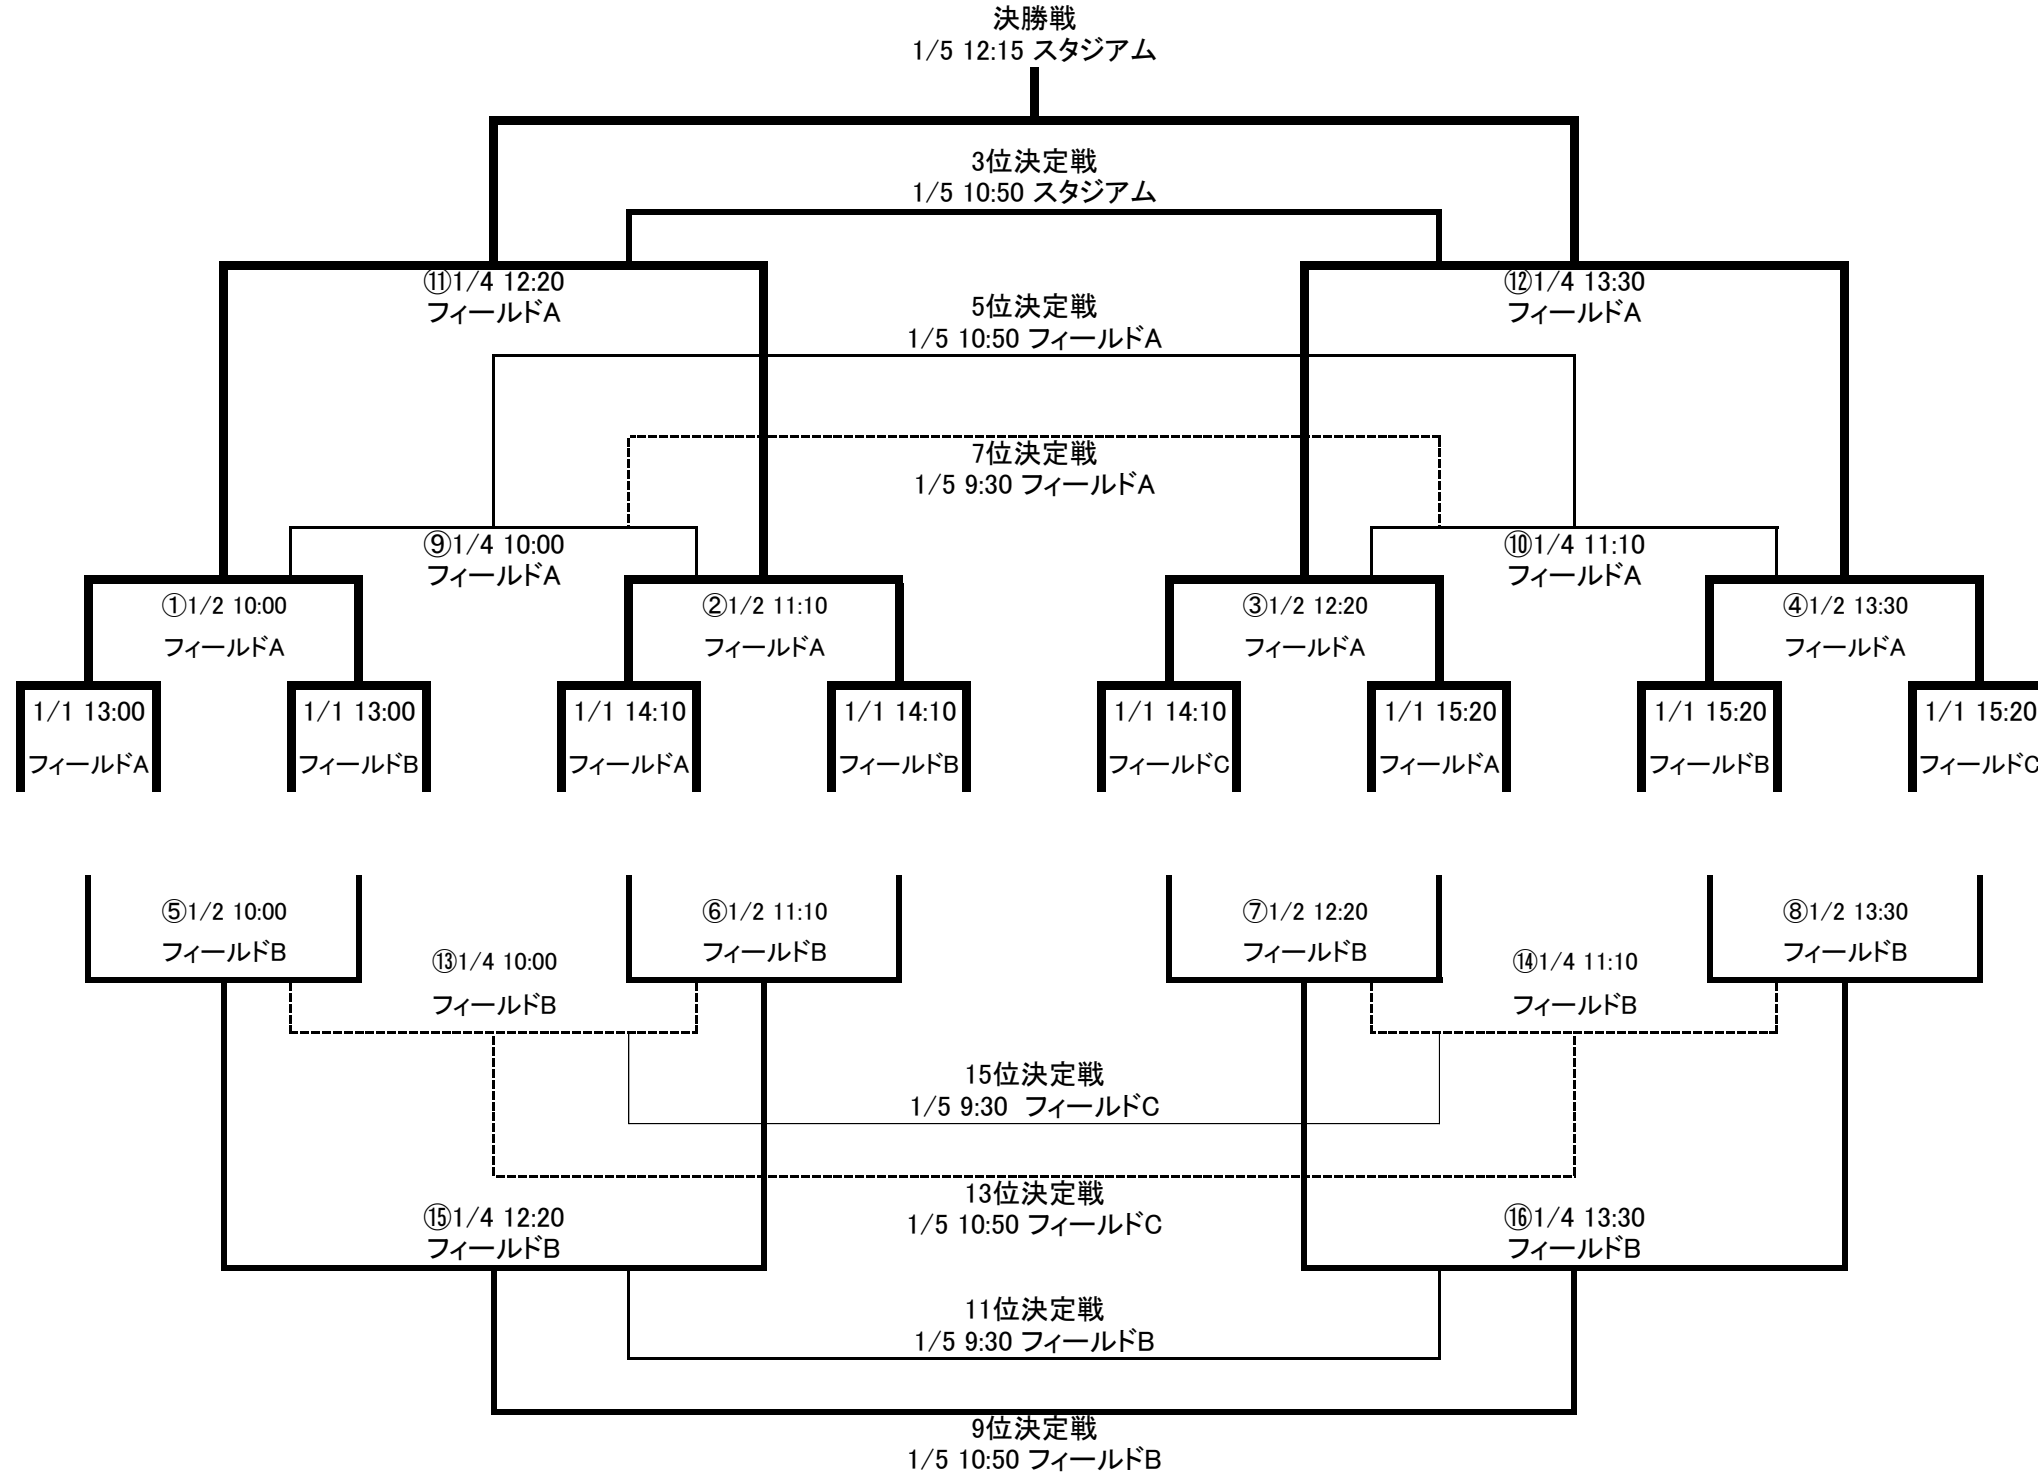 決勝戦
1/5 12:15 スタジアム
3位決定戦
1/5 10:50 スタジアム
⑪1/4 12:20
フィールドA
⑫1/4 13:30
フィールドA
5位決定戦
1/5 10:50 フィールドA
7位決定戦
1/5 9:30 フィールドA
⑨1/4 10:00
フィールドA
⑩1/4 11:10
フィールドA
①1/2 10:00
フィールドA
②1/2 11:10
フィールドA
③1/2 12:20
フィールドA
④1/2 13:30
フィールドA
1/1 13:00
フィールドA
1/1 13:00
フィールドB
1/1 14:10
フィールドA
1/1 14:10
フィールドB
1/1 14:10
フィールドC
1/1 15:20
フィールドA
1/1 15:20
フィールドB
1/1 15:20
フィールドC
⑤1/2 10:00
フィールドB
⑥1/2 11:10
フィールドB
⑦1/2 12:20
フィールドB
⑧1/2 13:30
フィールドB
⑬1/4 10:00
フィールドB
⑭1/4 11:10
フィールドB
15位決定戦
1/5 9:30 フィールドC
13位決定戦
1/5 10:50 フィールドC
⑮1/4 12:20
フィールドB
⑯1/4 13:30
フィールドB
11位決定戦
1/5 9:30 フィールドB
9位決定戦
1/5 10:50 フィールドB